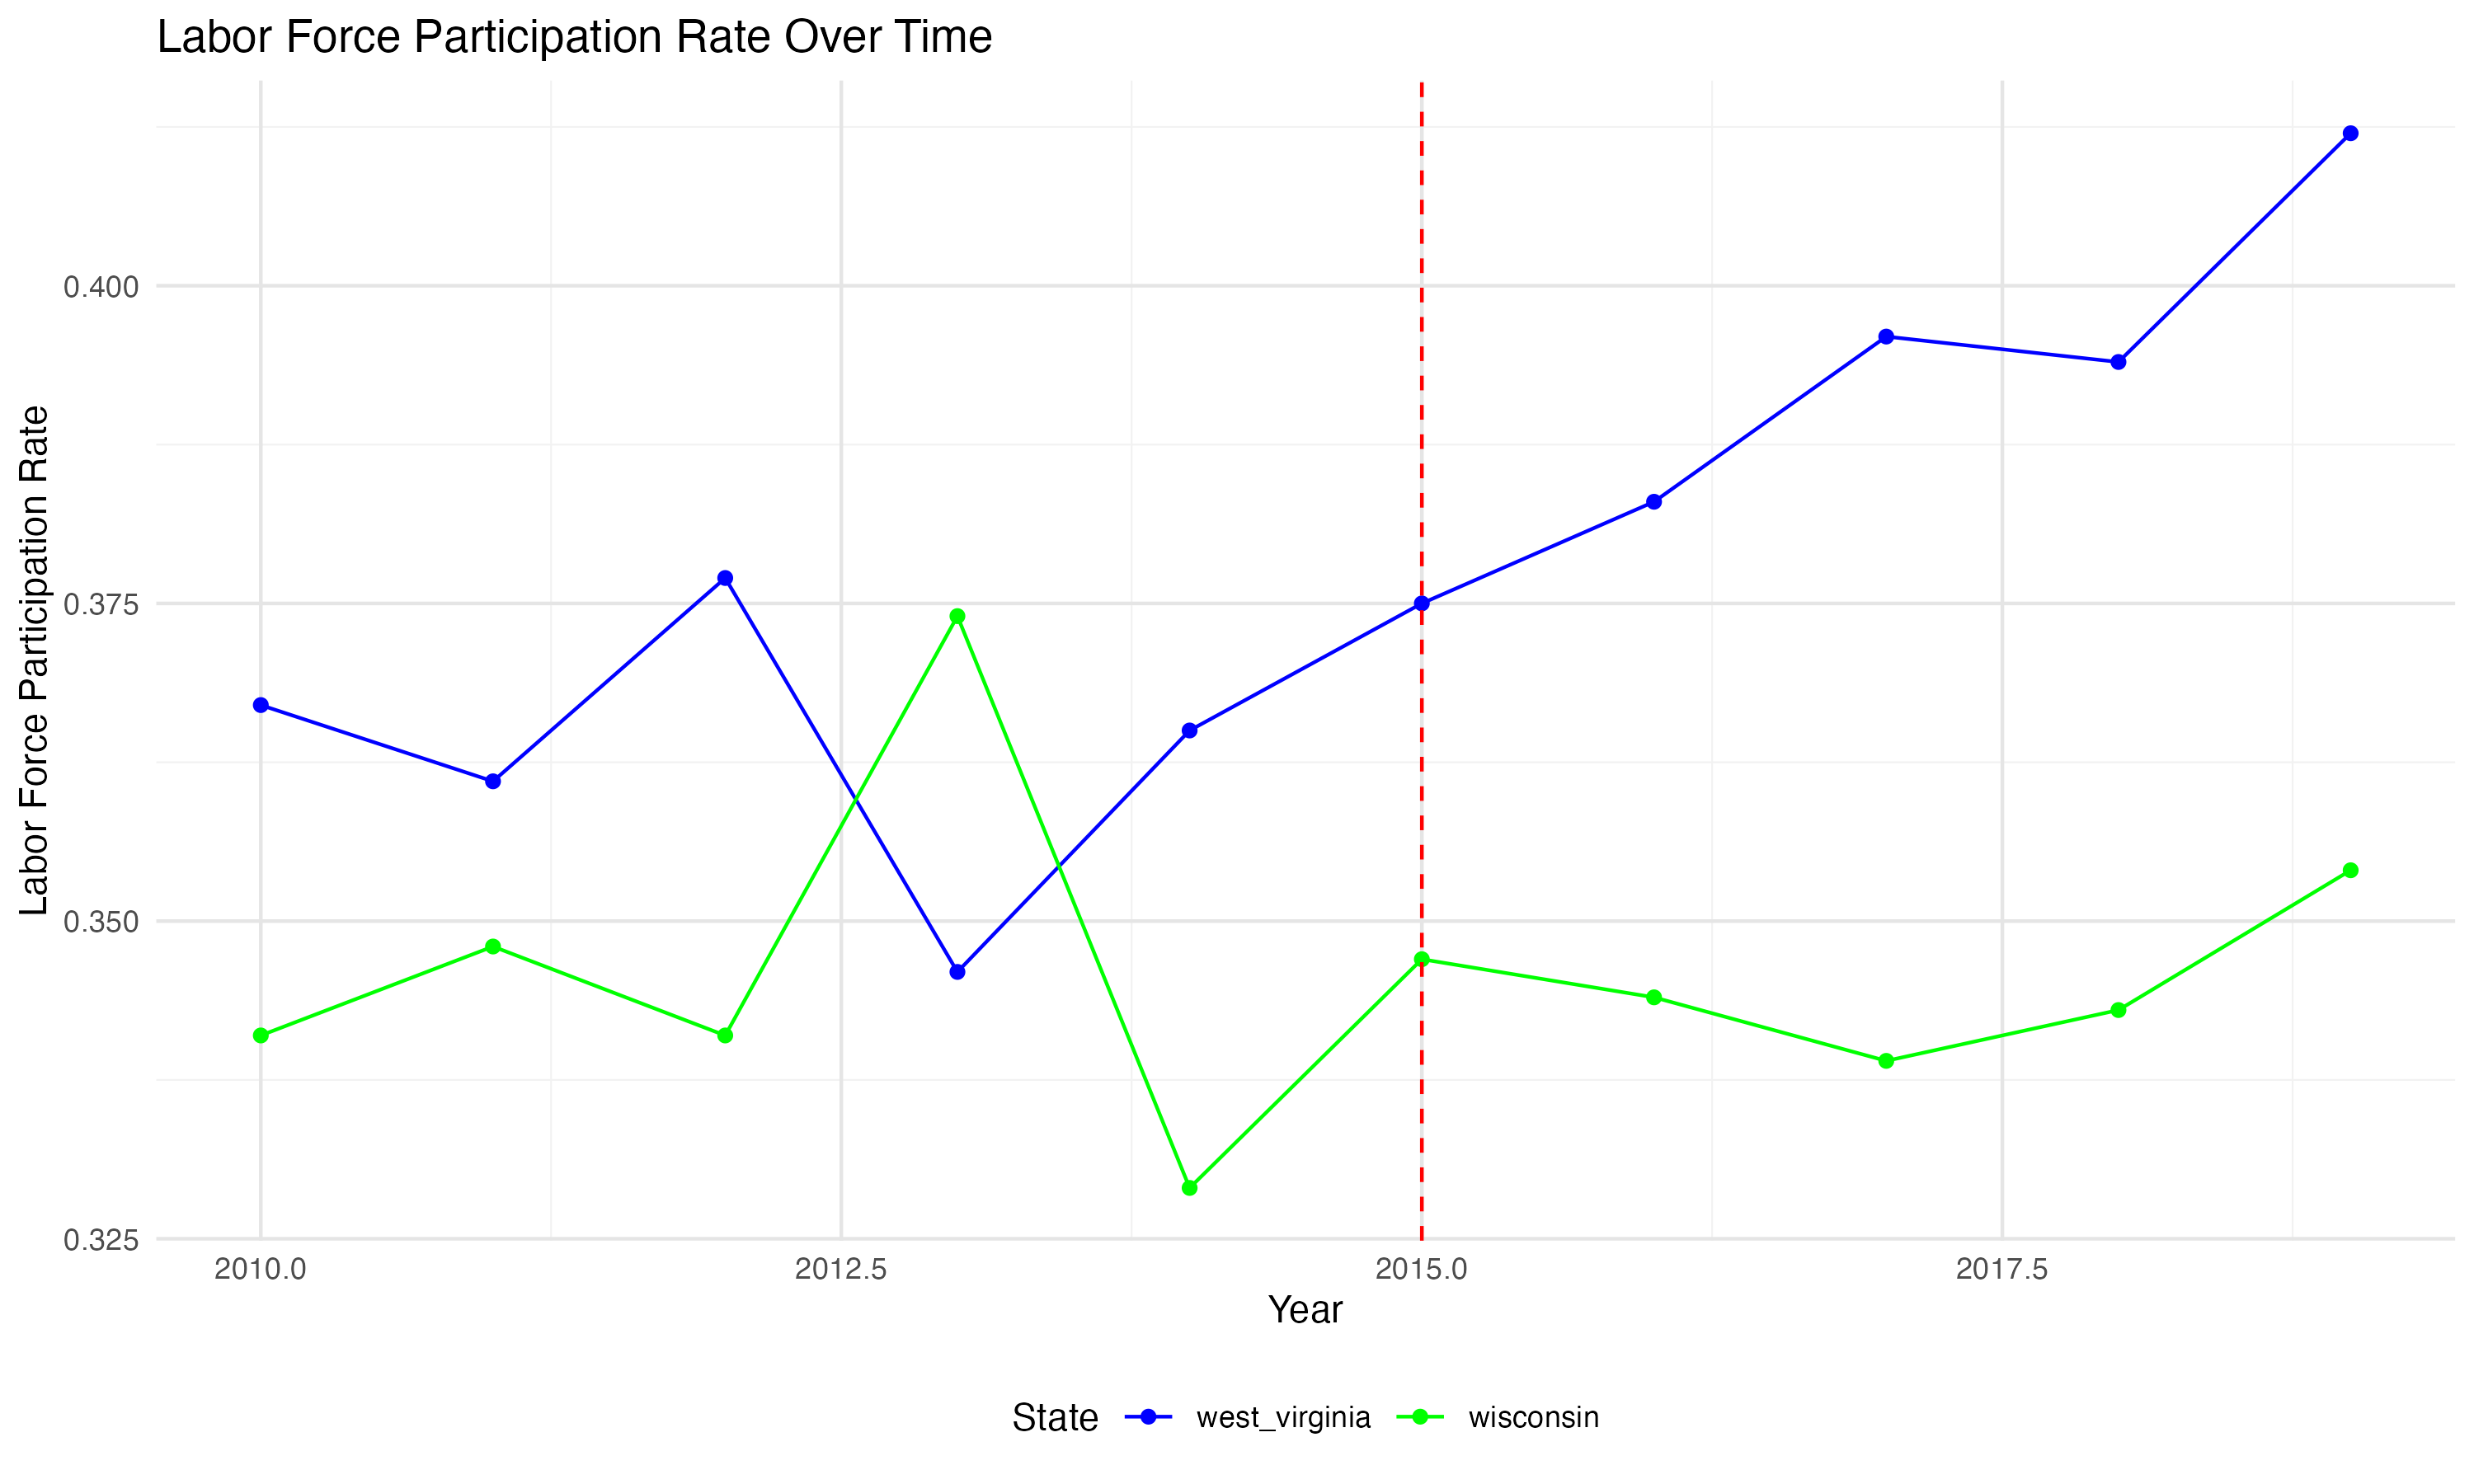 Labor Force Participation Rate Over Time
Labor Force Participation Rate
0.400
0.375
0.350
0.325
2010.0 2012.5 2015.0 2017.5
Year
State west_virginia wisconsin